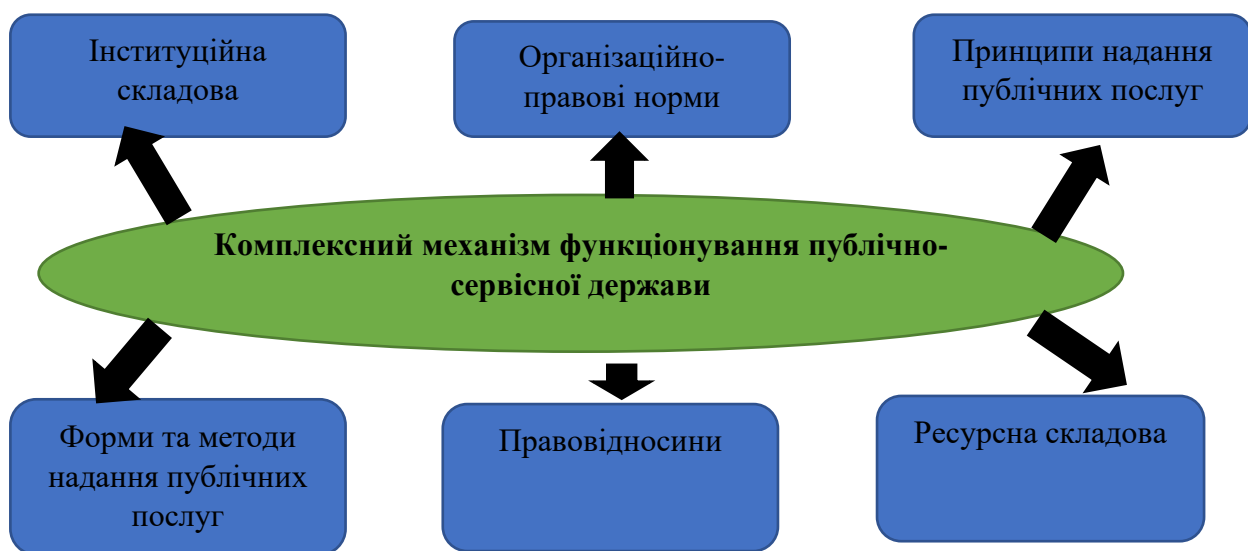 Інституційна
складова
Організаційно-
правові норми
Принципи надання
публічних послуг
Комплексний механізм функціонування публічно-
сервісної держави
Форми та методи
надання публічних
послуг
Правовідносини
Ресурсна складова